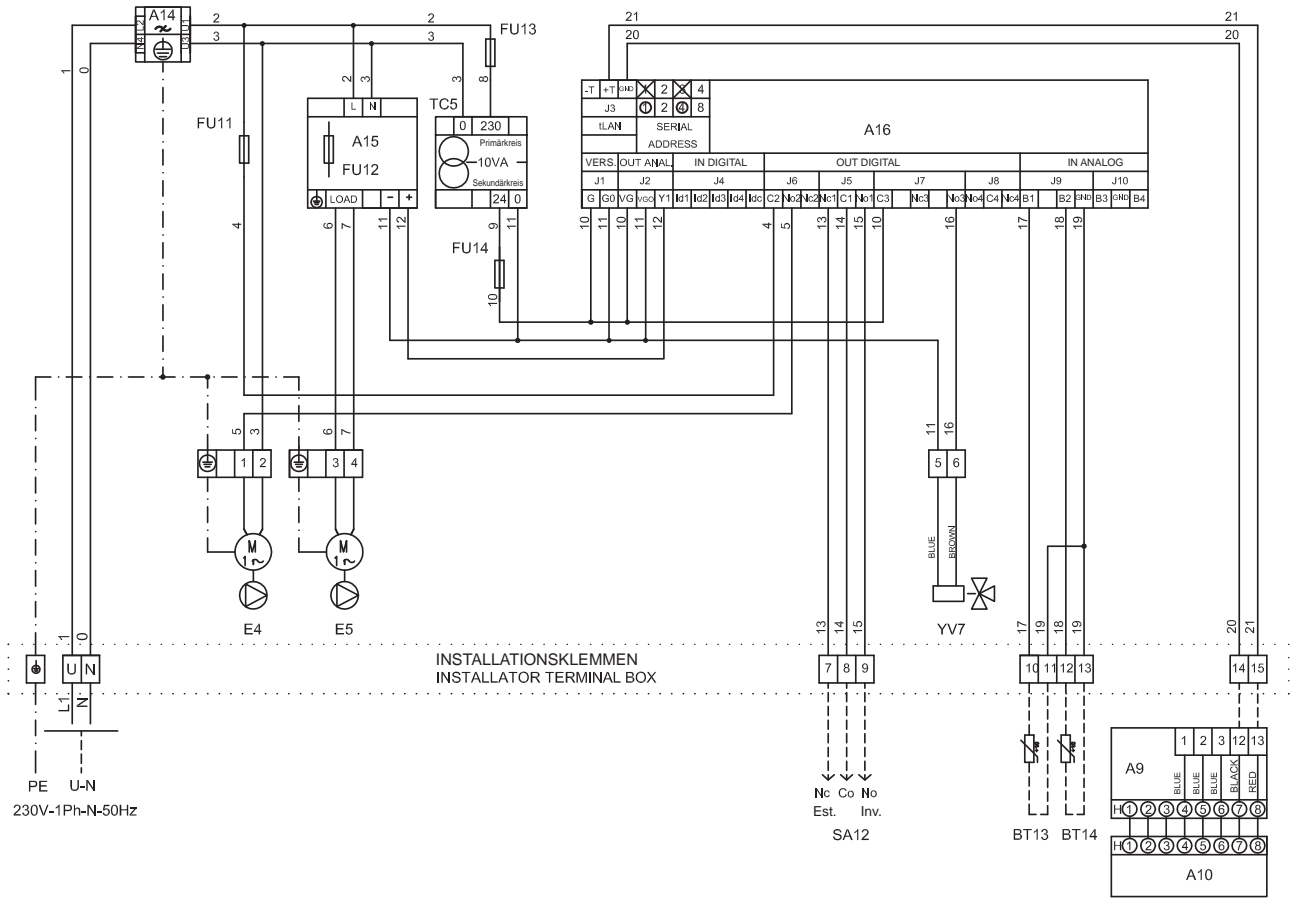 A14
L2 U1
N4 U3
2 2
3 3
FU13
21 21
20 20
1 0
2 3
3 8
-T +T GND 1 2 3 4
J3 1 2 4 8
tLAN SERIAL
ADDRESS
A16
FU11
L N
A15
FU12
LOAD - +
TC5
0 230
Primärkreis
10VA
Sekundärkreis
24 0
VERS. OUT ANAL. IN DIGITAL OUT DIGITAL IN ANALOG
J1 J2 J4 J6 J5 J7 J8 J9 J10
G G0 VG VG0 Y1 Id1 Id2 Id3 Id4 Idc C2 No2 Nc2 Nc1 C1 No1 C3 Nc3 No3 No4 C4 Nc4 B1 B2 GND B3 GND B4
4 6 7 11 12 9 11 10 11 10 11 12 4 5 13 14 15 10 16 17 18 19
FU14
10
5 3 6 7
1 2 3 4
11 16
5 6
M
1~
M
1~
BLUE BROWN
E4 E5
YV7
1 0 13 14 15 17 19 18 19 20 21
INSTALLATIONSKLEMMEN
INSTALLATOR TERMINAL BOX
U N 7 8 9 10 11 12 13 14 15
L1 N
PE U-N
230V-1Ph-N-50Hz
Nc Co No
Est. Inv.
SA12
BT13 BT14
1 2 3 12 13
A9
BLUE BLUE BLUE BLACK RED
H 1 2 3 4 5 6 7 8
H 1 2 3 4 5 6 7 8
A10